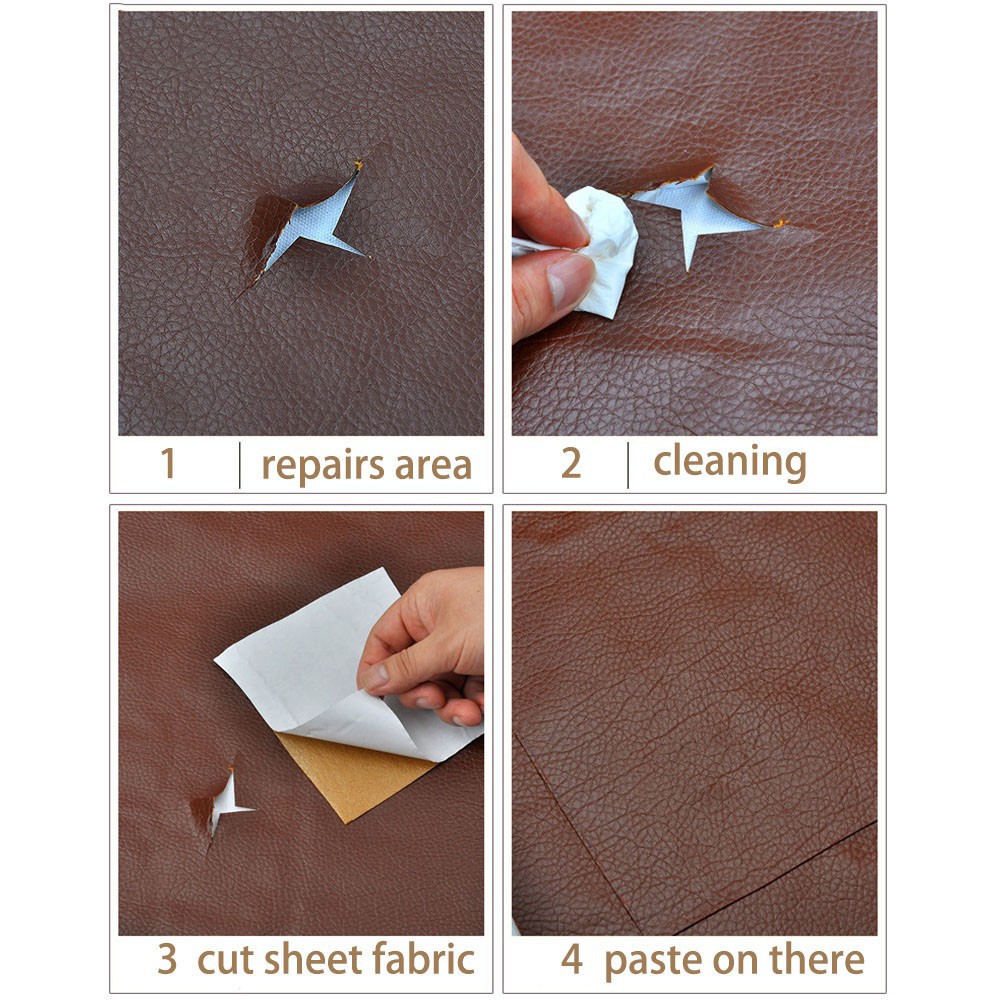 1 repairs area
2 cleaning
3 cut sheet fabric
4 paste on there